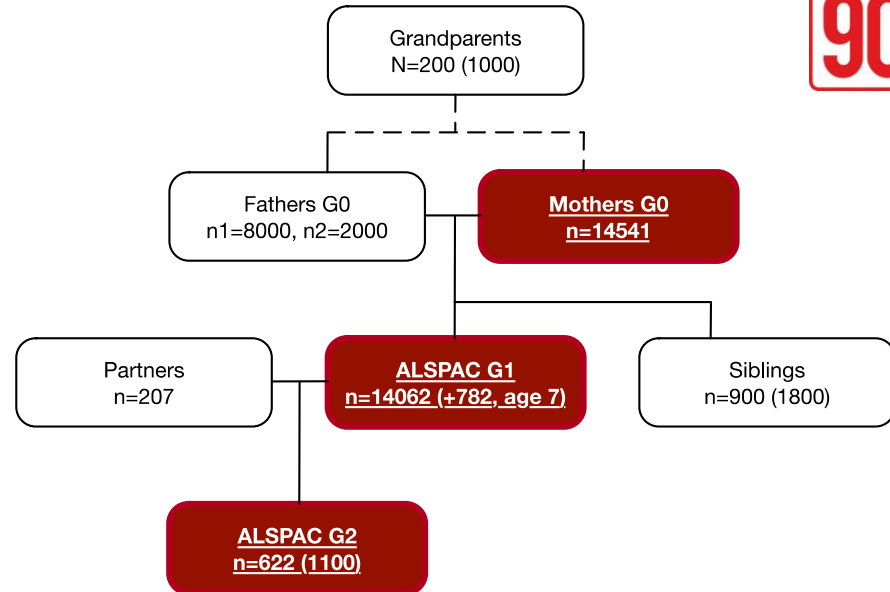 Grandparents
N=200 (1000)
90
Fathers G0
n1=8000, n2=2000
Mothers G0
n=14541
Partners
n=207
ALSPAC G1
n=14062 (+782, age 7)
Siblings
n=900 (1800)
ALSPAC G2
n=622 (1100)